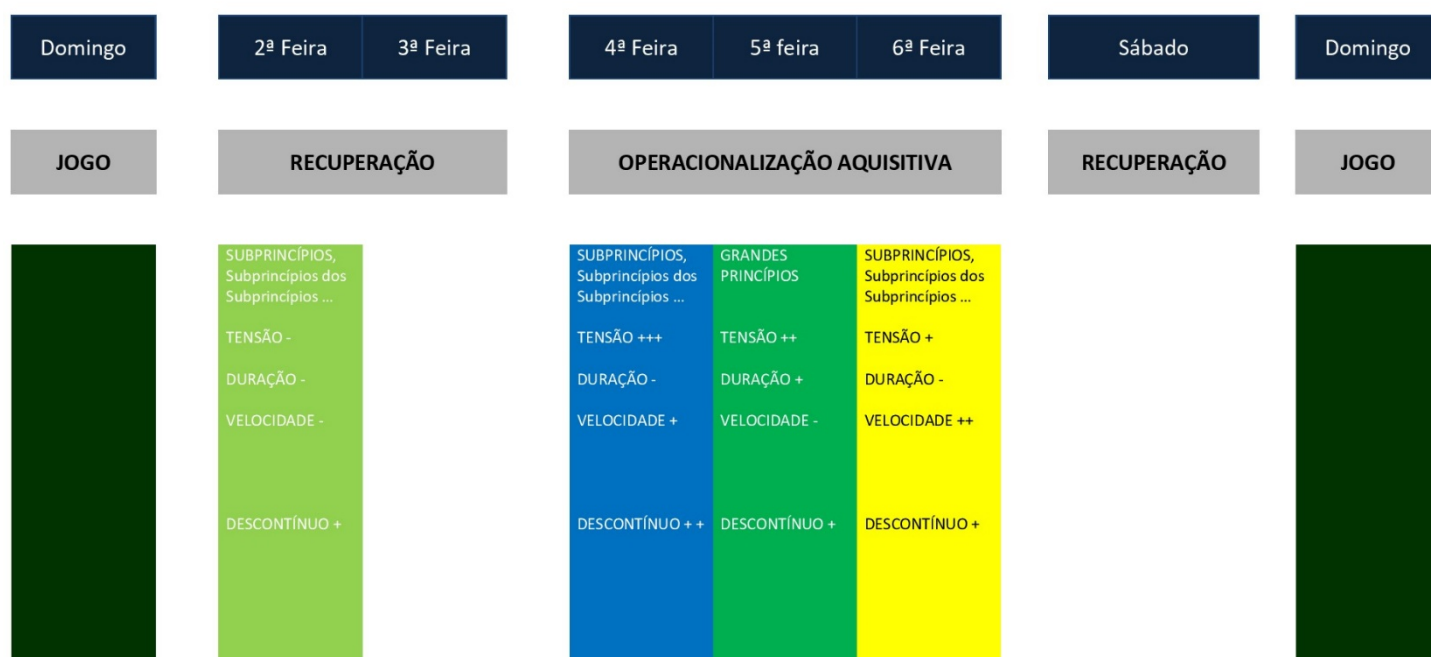 Domingo
2ª Feira
3ª Feira
4ª Feira
5ª feira
6ª Feira
Sábado
Domingo
JOGO
RECUPERAÇÃO
OPERACIONALIZAÇÃO AQUISITIVA
RECUPERAÇÃO
JOGO
SUBPRINCÍPIOS,
Subprincípios dos
Subprincípios ...
TENSÃO -
DURAÇÃO -
VELOCIDADE -
DESCONTÍNUO +
SUBPRINCÍPIOS,
Subprincípios dos
Subprincípios ...
TENSÃO +++
DURAÇÃO -
VELOCIDADE +
DESCONTÍNUO + +
GRANDES
PRINCÍPIOS
TENSÃO ++
DURAÇÃO +
VELOCIDADE -
DESCONTÍNUO +
SUBPRINCÍPIOS,
Subprincípios dos
Subprincípios ...
TENSÃO +
DURAÇÃO -
VELOCIDADE ++
DESCONTÍNUO +